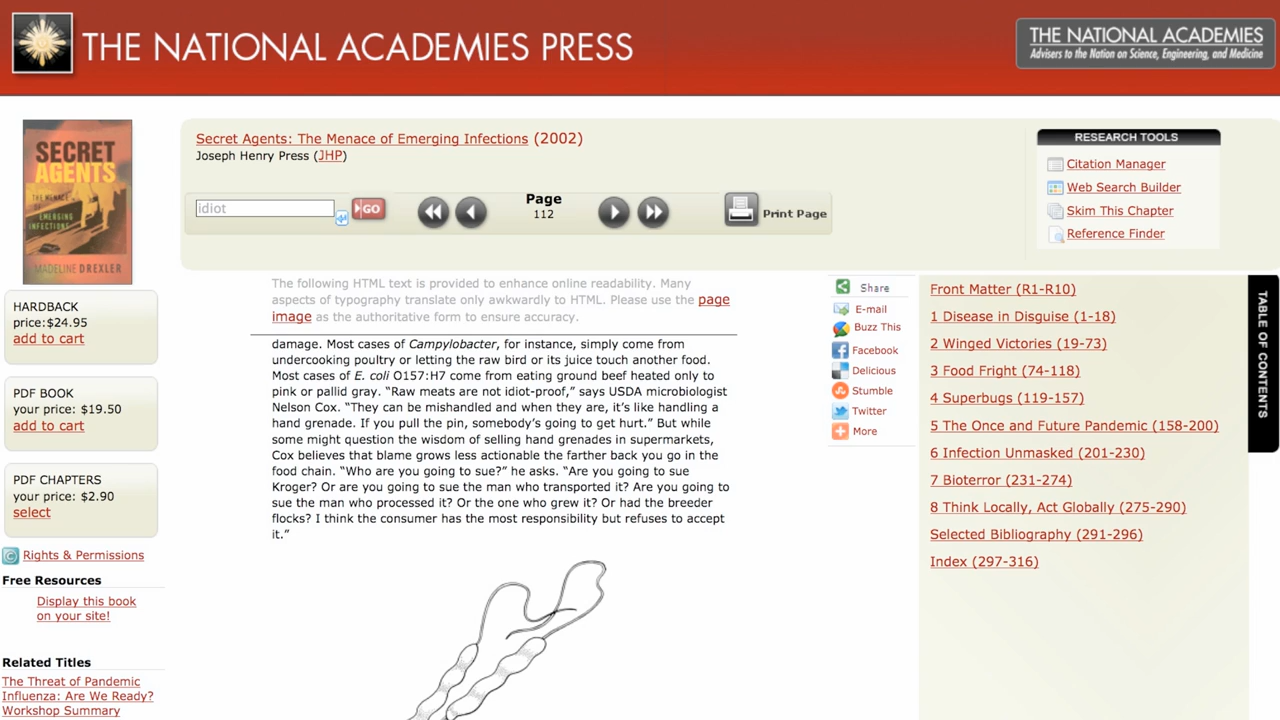 THE NATIONAL ACADEMIES PRESS
THE NATIONAL ACADEMIES
Advisers to the Nation on Science, Engineering, and Medicine
SECRET
AGENTS
THE MENACE
OF EMERGING
INFECTIONS
MADELINE DREXLER
Secret Agents: The Menace of Emerging Infections (2002)
Joseph Henry Press (JHP)
idiot
GO
Page
112
Print Page
RESEARCH TOOLS
Citation Manager
Web Search Builder
Skim This Chapter
Reference Finder
HARDBACK
price:$24.95
add to cart
PDF BOOK
your price: $19.50
add to cart
PDF CHAPTERS
your price: $2.90
select
Rights & Permissions
Free Resources
Display this book
on your site!
Related Titles
The Threat of Pandemic
Influenza: Are We Ready?
Workshop Summary
The following HTML text is provided to enhance online readability. Many
aspects of typography translate only awkwardly to HTML. Please use the page
image as the authoritative form to ensure accuracy.
damage. Most cases of Campylobacter, for instance, simply come from
undercooking poultry or letting the raw bird or its juice touch another food.
Most cases of E. coli O157:H7 come from eating ground beef heated only to
pink or pallid gray. “Raw meats are not idiot-proof,” says USDA microbiologist
Nelson Cox. “They can be mishandled and when they are, it’s like handling a
hand grenade. If you pull the pin, somebody’s going to get hurt.” But while
some might question the wisdom of selling hand grenades in supermarkets,
Cox believes that blame grows less actionable the farther back you go in the
food chain. “Who are you going to sue?” he asks. “Are you going to sue
Kroger? Or are you going to sue the man who transported it? Are you going to
sue the man who processed it? Or the one who grew it? Or had the breeder
flocks? I think the consumer has the most responsibility but refuses to accept
it.”
Share
E-mail
Buzz This
Facebook
Delicious
Stumble
Twitter
More
Front Matter (R1-R10)
1 Disease in Disguise (1-18)
2 Winged Victories (19-73)
3 Food Fright (74-118)
4 Superbugs (119-157)
5 The Once and Future Pandemic (158-200)
6 Infection Unmasked (201-230)
7 Bioterror (231-274)
8 Think Locally, Act Globally (275-290)
Selected Bibliography (291-296)
Index (297-316)
TABLE OF CONTENTS